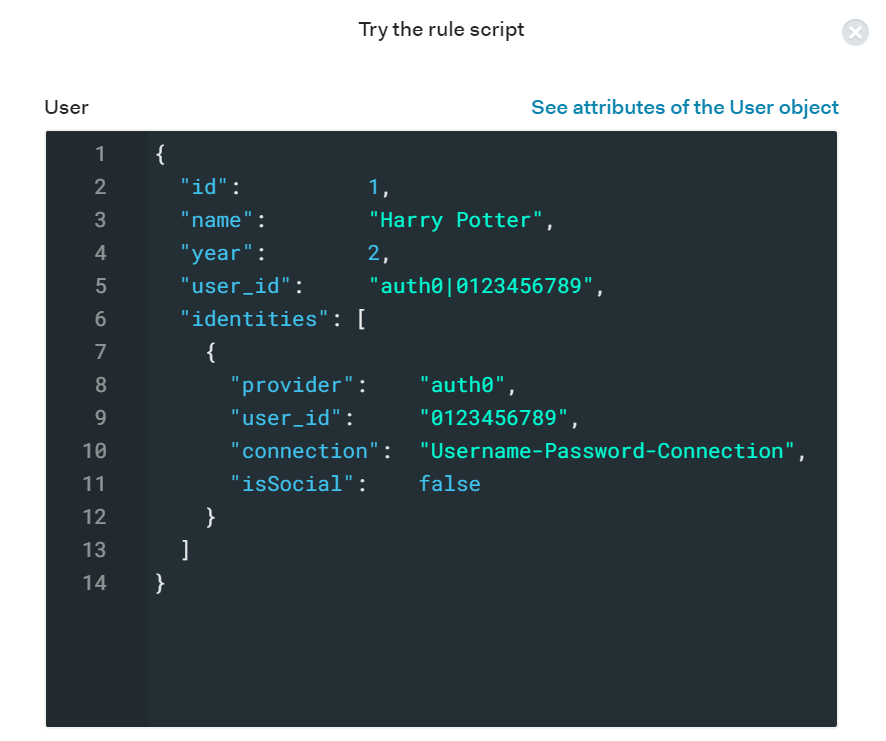 Try the rule script
User See attributes of the User object
1 {
2   "id":          1,
3   "name":        "Harry Potter",
4   "year":        2,
5   "user_id":     "auth0|0123456789",
6   "identities": [
7     {
8       "provider":    "auth0",
9       "user_id":     "0123456789",
10       "connection":  "Username-Password-Connection",
11       "isSocial":    false
12     }
13   ]
14 }